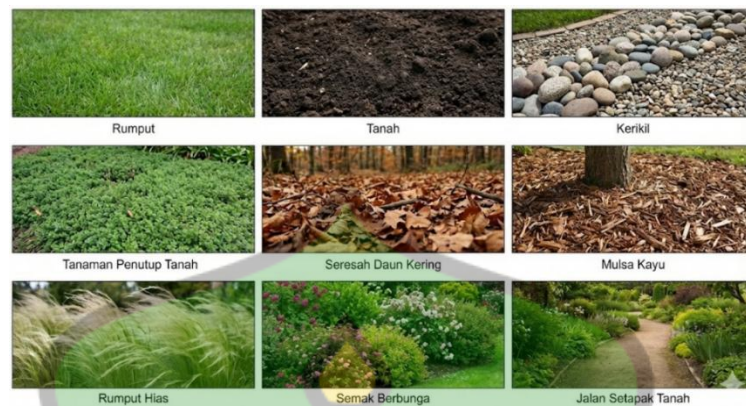 Rumput
Tanah
Kerikil
Tanaman Penutup Tanah
Seresah Daun Kering
Mulsa Kayu
Rumput Hias
Semak Berbunga
Jalan Setapak Tanah